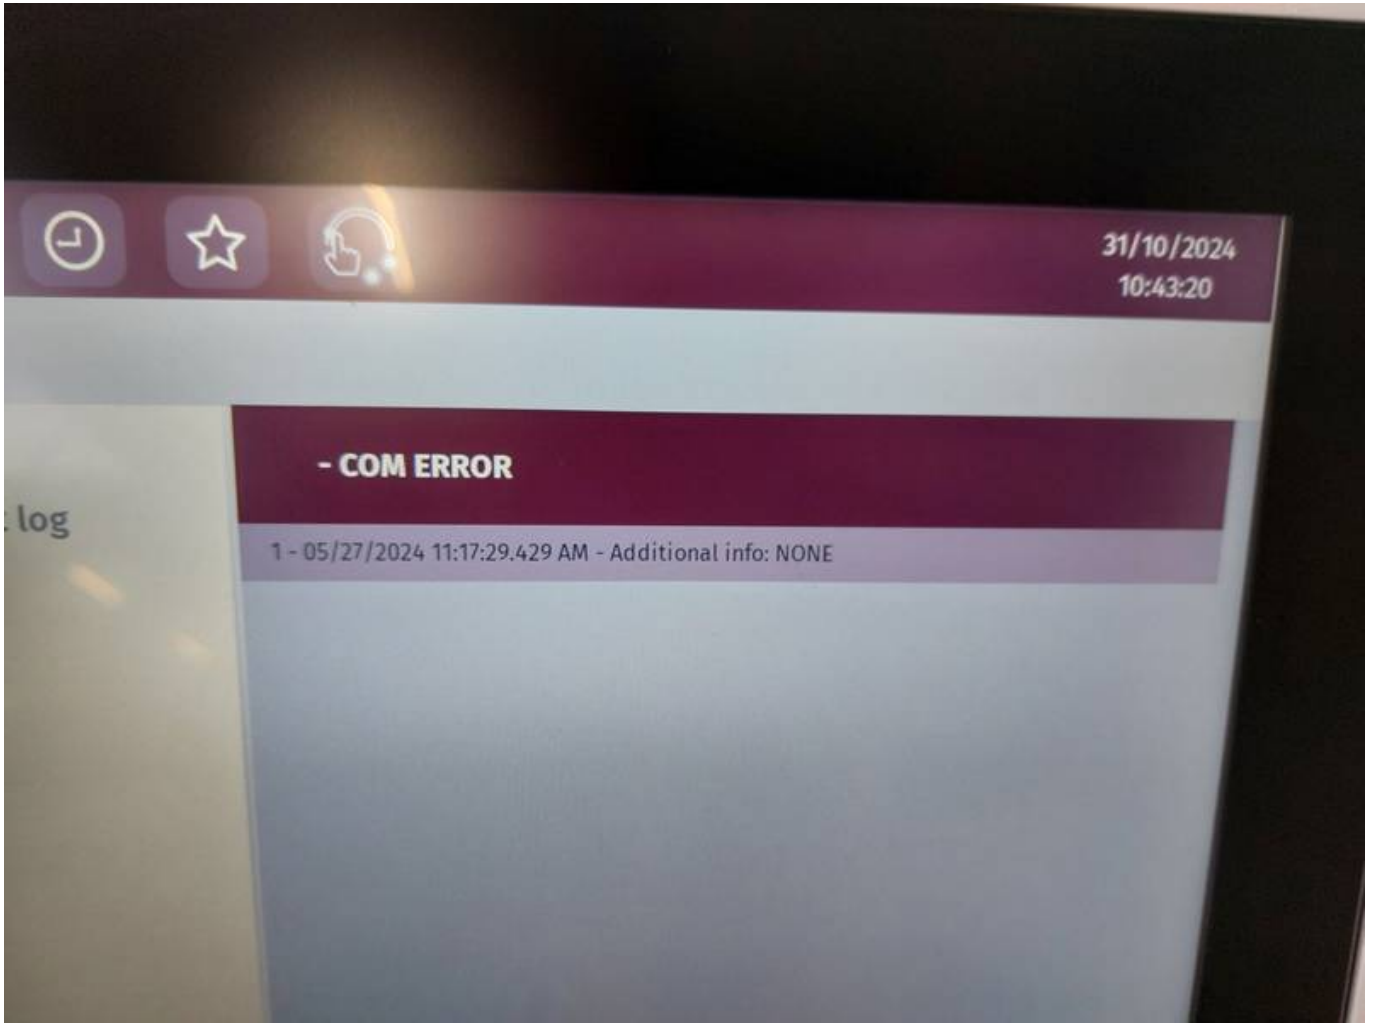 31/10/2024
10:43:20
- COM ERROR
log
1 - 05/27/2024 11:17:29.429 AM - Additional info: NONE